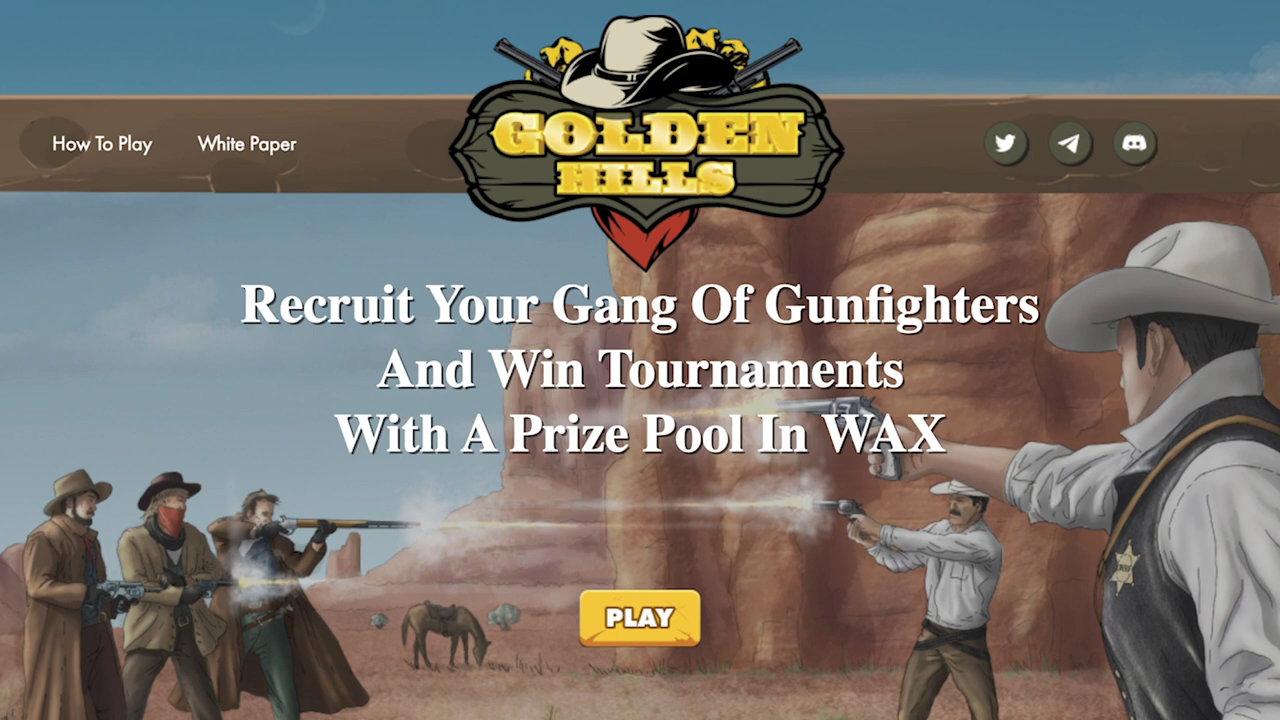 GOLDEN
HILLS
How To Play
White Paper
Recruit Your Gang Of Gunfighters
And Win Tournaments
With A Prize Pool In WAX
PLAY